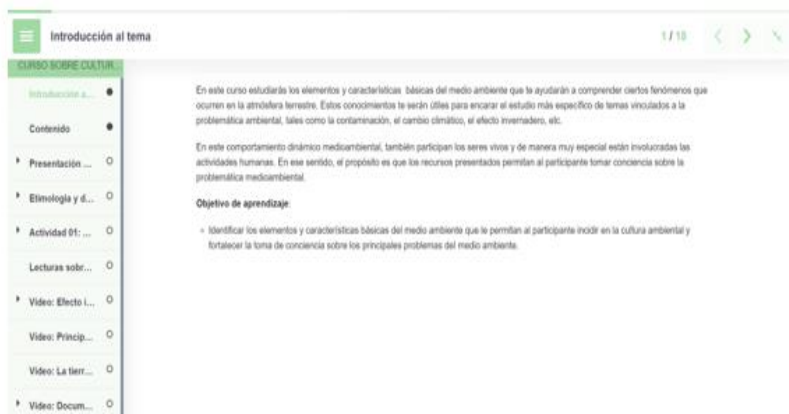 Introducción al tema
1 / 18
CURSO SOBRE CULTUR...
Introducción a...
Contenido
Presentación ...
Etimología y d...
Actividad 01: ...
Lecturas sobr...
Video: Efecto i...
Video: Princip...
Video: La tierr...
Video: Docum...
En este curso estudiarás los elementos y características básicas del medio ambiente que te ayudarán a comprender ciertos fenómenos que
ocurren en la atmósfera terrestre. Estos conocimientos te serán útiles para encarar el estudio más específico de temas vinculados a la
problemática ambiental, tales como la contaminación, el cambio climático, el efecto invernadero, etc.
En este comportamiento dinámico medioambiental, también participan los seres vivos y de manera muy especial están involucradas las
actividades humanas. En ese sentido, el propósito es que los recursos presentados permitan al participante tomar conciencia sobre la
problemática medioambiental.
Objetivo de aprendizaje:
Identificar los elementos y características básicas del medio ambiente que le permitan al participante incidir en la cultura ambiental y
fortalecer la toma de conciencia sobre los principales problemas del medio ambiente.